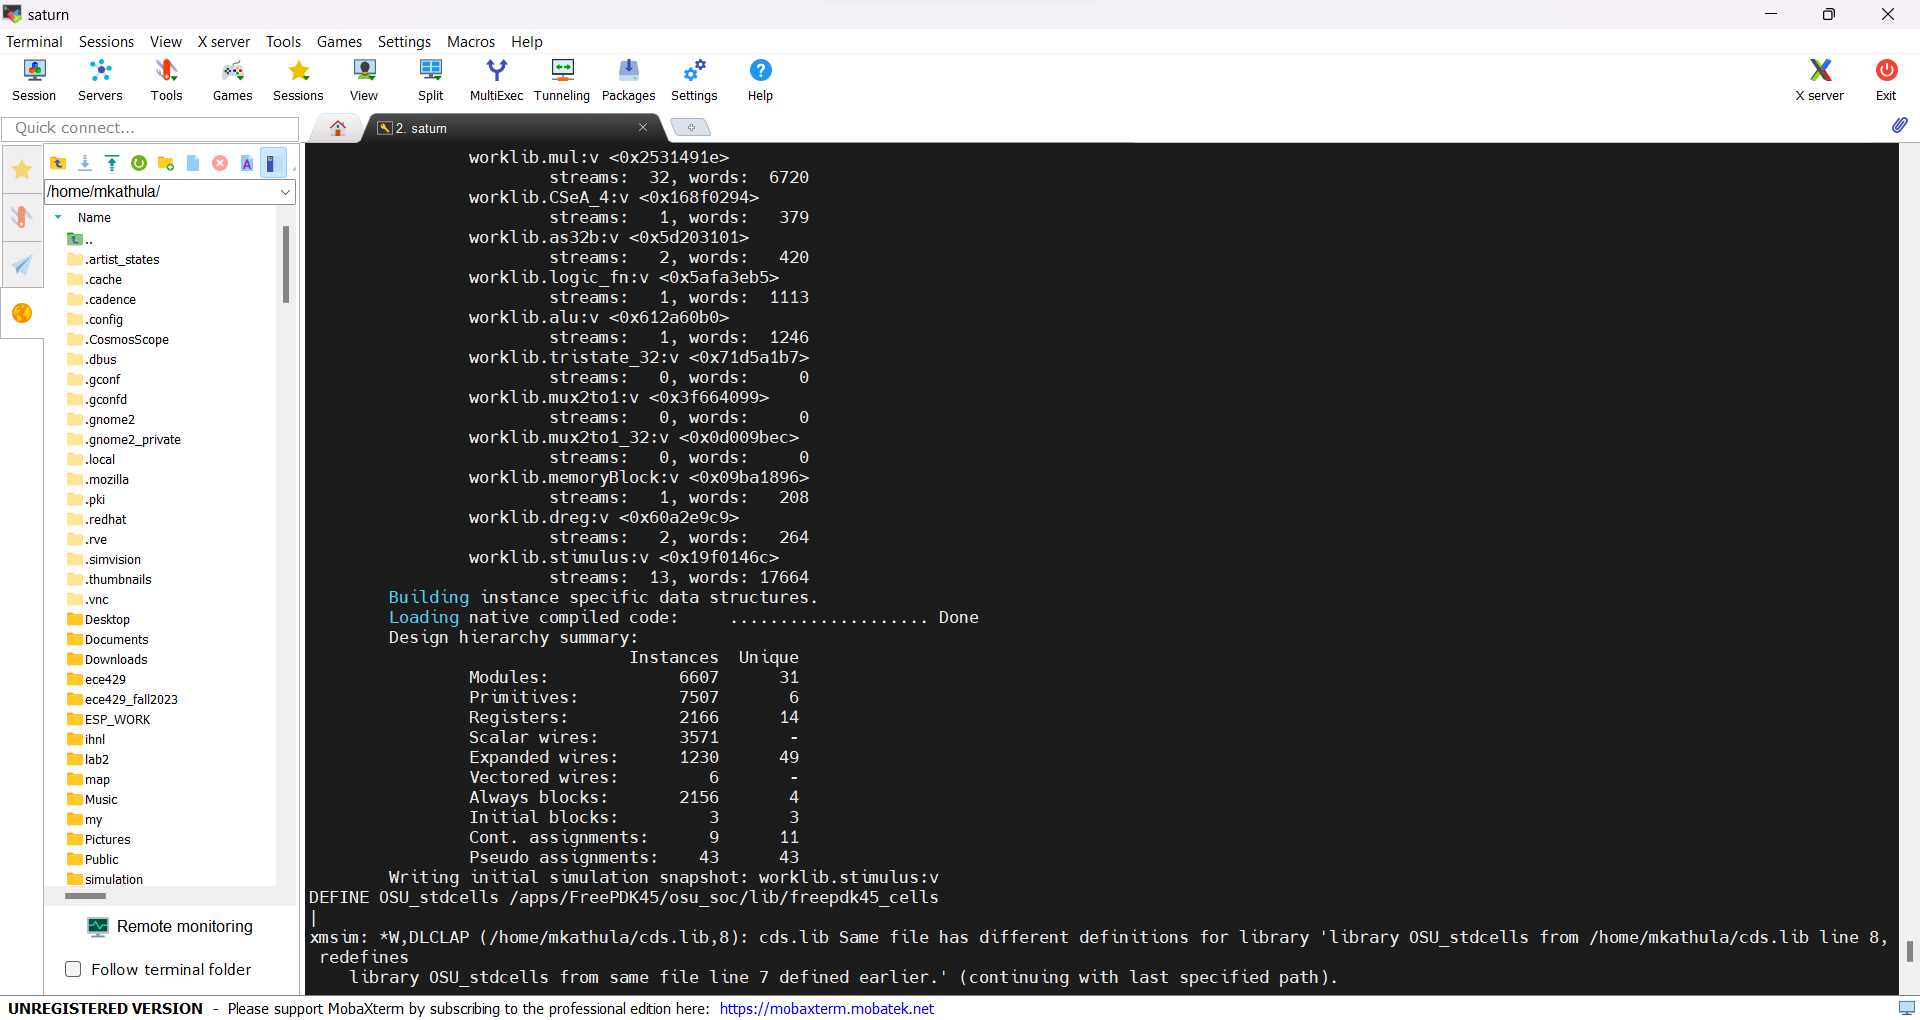 saturn
Terminal Sessions View X server Tools Games Settings Macros Help
Session Servers Tools Games Sessions View Split MultiExec Tunneling Packages Settings Help X server Exit
Quick connect...
2. saturn
/home/mkathula/
Name
..
.artist_states
.cache
.cadence
.config
.CosmosScope
.dbus
.gconf
.gconfd
.gnome2
.gnome2_private
.local
.mozilla
.pki
.redhat
.rve
.simvision
.thumbnails
.vnc
Desktop
Documents
Downloads
ece429
ece429_fall2023
ESP_WORK
ihnl
lab2
map
Music
my
Pictures
Public
simulation
Remote monitoring
Follow terminal folder
worklib.mul:v <0x2531491e>
streams: 32, words: 6720
worklib.CSeA_4:v <0x168f0294>
streams: 1, words: 379
worklib.as32b:v <0x5d203101>
streams: 2, words: 420
worklib.logic_fn:v <0x5afa3eb5>
streams: 1, words: 1113
worklib.alu:v <0x612a60b0>
streams: 1, words: 1246
worklib.tristate_32:v <0x71d5a1b7>
streams: 0, words: 0
worklib.mux2to1:v <0x3f664099>
streams: 0, words: 0
worklib.mux2to1_32:v <0x0d009bec>
streams: 0, words: 0
worklib.memoryBlock:v <0x09ba1896>
streams: 1, words: 208
worklib.dreg:v <0x60a2e9c9>
streams: 2, words: 264
worklib.stimulus:v <0x19f0146c>
streams: 13, words: 17664
Building instance specific data structures.
Loading native compiled code: .................... Done
Design hierarchy summary:
Instances Unique
Modules: 6607 31
Primitives: 7507 6
Registers: 2166 14
Scalar wires: 3571 -
Expanded wires: 1230 49
Vectored wires: 6 -
Always blocks: 2156 4
Initial blocks: 3 3
Cont. assignments: 9 11
Pseudo assignments: 43 43
Writing initial simulation snapshot: worklib.stimulus:v
DEFINE OSU_stdcells /apps/FreePDK45/osu_soc/lib/freepdk45_cells
|
xmsim: *W,DLCLAP (/home/mkathula/cds.lib,8): cds.lib Same file has different definitions for library 'library OSU_stdcells from /home/mkathula/cds.lib line 8,
redefines
library OSU_stdcells from same file line 7 defined earlier.' (continuing with last specified path).
UNREGISTERED VERSION - Please support MobaXterm by subscribing to the professional edition here: https://mobaxterm.mobatek.net